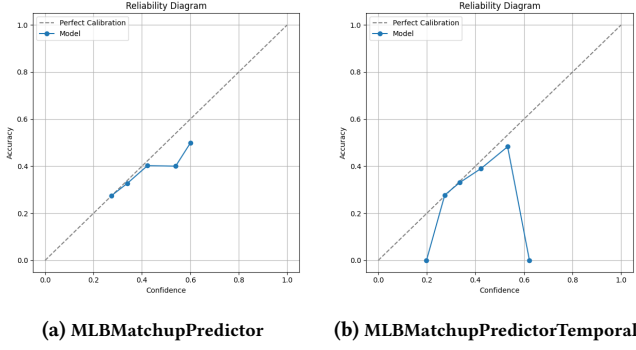 Reliability Diagram
Perfect Calibration
Model
1.0
0.8
0.6
0.4
0.2
0.0
Accuracy
0.0 0.2 0.4 0.6 0.8 1.0
Confidence
(a) MLBMatchupPredictor
Reliability Diagram
Perfect Calibration
Model
1.0
0.8
0.6
0.4
0.2
0.0
Accuracy
0.0 0.2 0.4 0.6 0.8 1.0
Confidence
(b) MLBMatchupPredictorTemporal